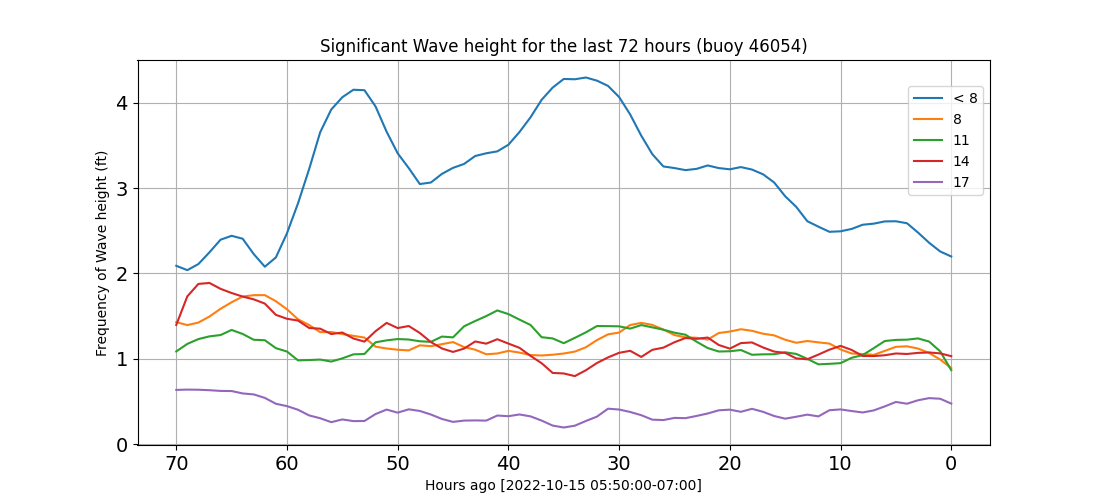 Significant Wave height for the last 72 hours (buoy 46054)
Frequency of Wave height (ft)
4
3
2
1
0
< 8
8
11
14
17
70 60 50 40 30 20 10 0
Hours ago [2022-10-15 05:50:00-07:00]